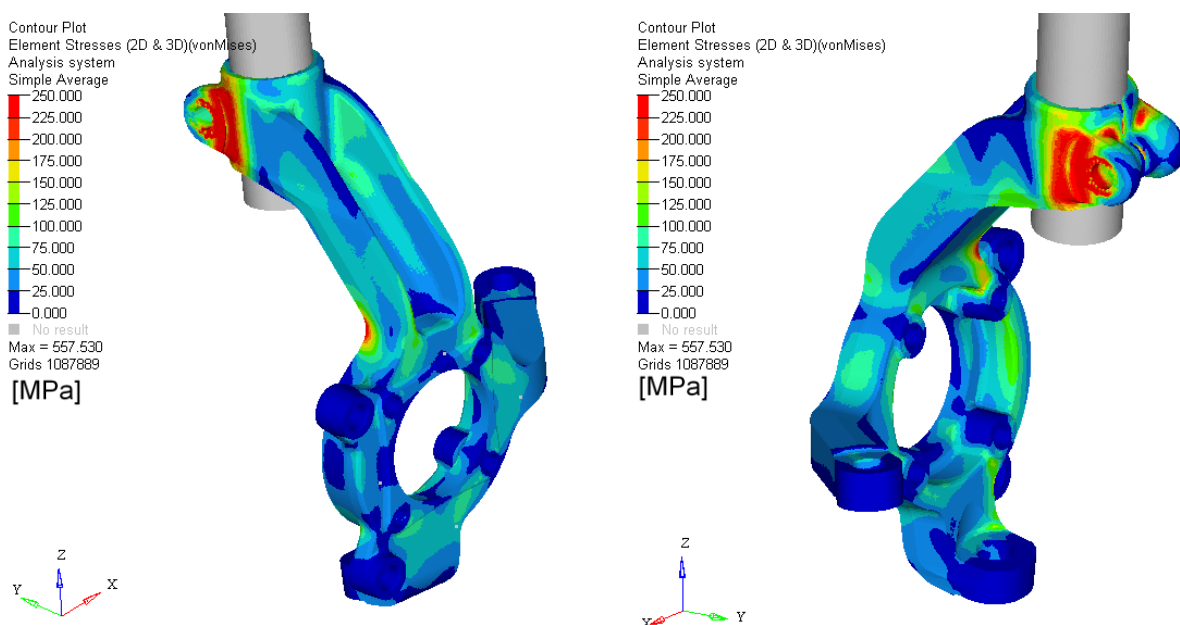 Contour Plot
Element Stresses (2D & 3D)(vonMises)
Analysis system
Simple Average
250.000
225.000
200.000
175.000
150.000
125.000
100.000
75.000
50.000
25.000
0.000
No result
Max = 557.530
Grids 1087889
[MPa]
Z
Y
X
Contour Plot
Element Stresses (2D & 3D)(vonMises)
Analysis system
Simple Average
250.000
225.000
200.000
175.000
150.000
125.000
100.000
75.000
50.000
25.000
0.000
No result
Max = 557.530
Grids 1087889
[MPa]
Z
X
Y